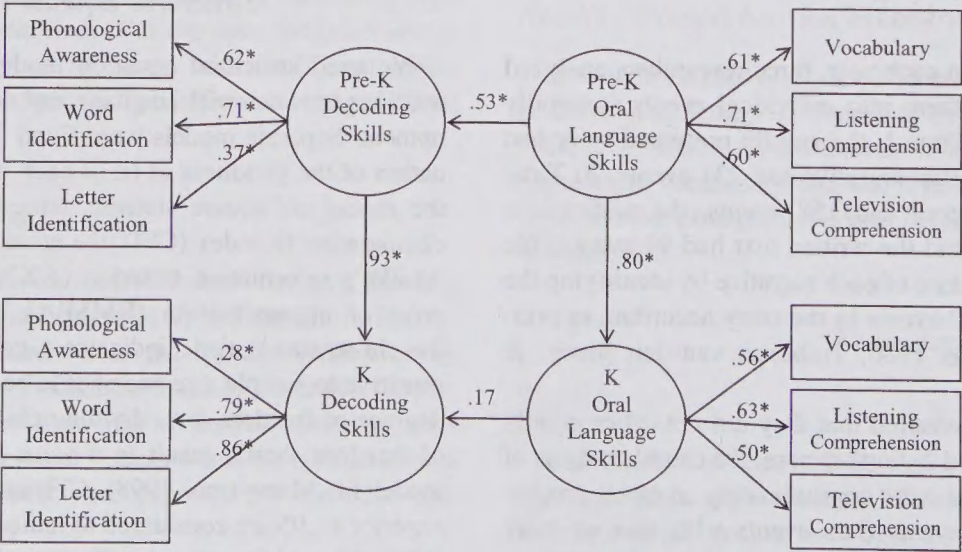 Phonological
Awareness
Word
Identification
Letter
Identification
.62*
.71*
.37*
Pre-K
Decoding
Skills
.53*
Pre-K
Oral
Language
Skills
.61*
.71*
.60*
Vocabulary
Listening
Comprehension
Television
Comprehension
.93*
.80*
Phonological
Awareness
Word
Identification
Letter
Identification
.28*
.79*
.86*
K
Decoding
Skills
.17
K
Oral
Language
Skills
.56*
.63*
.50*
Vocabulary
Listening
Comprehension
Television
Comprehension